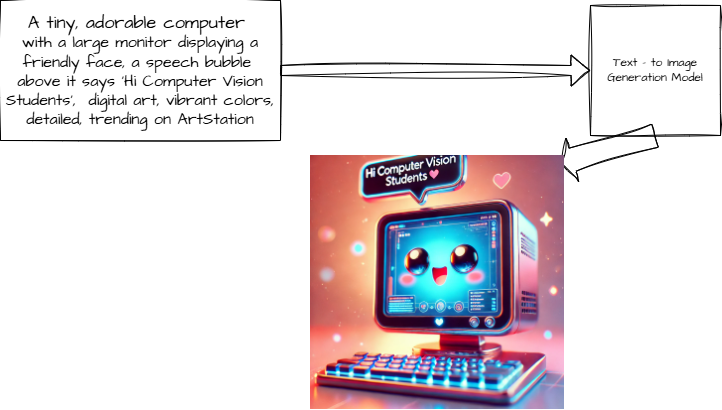 A tiny, adorable computer
with a large monitor displaying a
friendly face, a speech bubble
above it says 'Hi Computer Vision
Students', digital art, vibrant colors,
detailed, trending on ArtStation
Text - to Image
Generation Model
Hi Computer Vision
Students